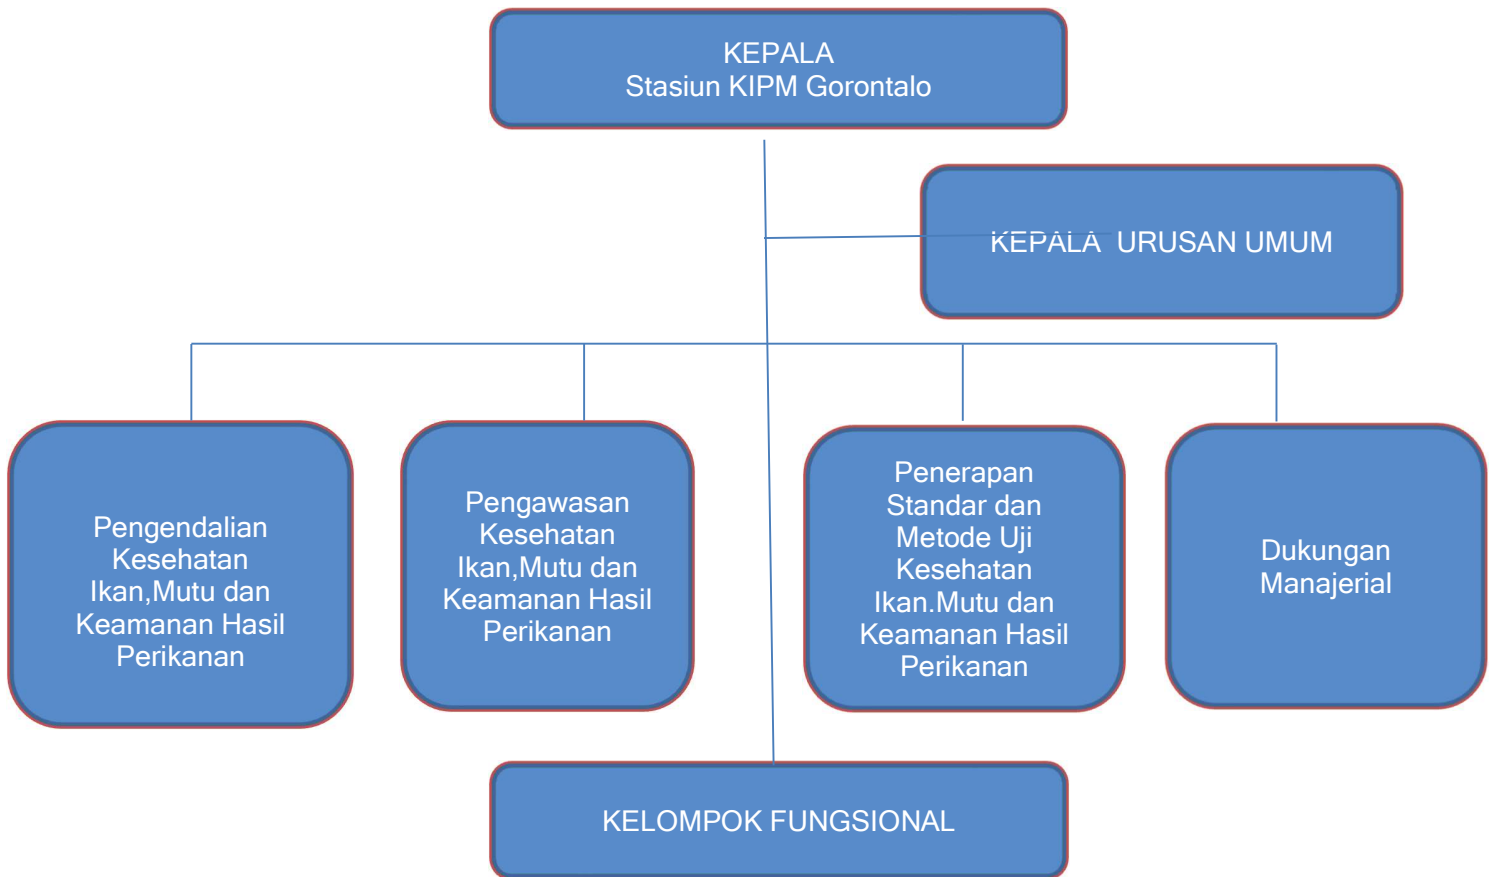 KEPALA
Stasiun KIPM Gorontalo
KEPALA URUSAN UMUM
Pengendalian
Kesehatan
Ikan,Mutu dan
Keamanan Hasil
Perikanan
Pengawasan
Kesehatan
Ikan,Mutu dan
Keamanan Hasil
Perikanan
Penerapan
Standar dan
Metode Uji
Kesehatan
Ikan.Mutu dan
Keamanan Hasil
Perikanan
Dukungan
Manajerial
KELOMPOK FUNGSIONAL